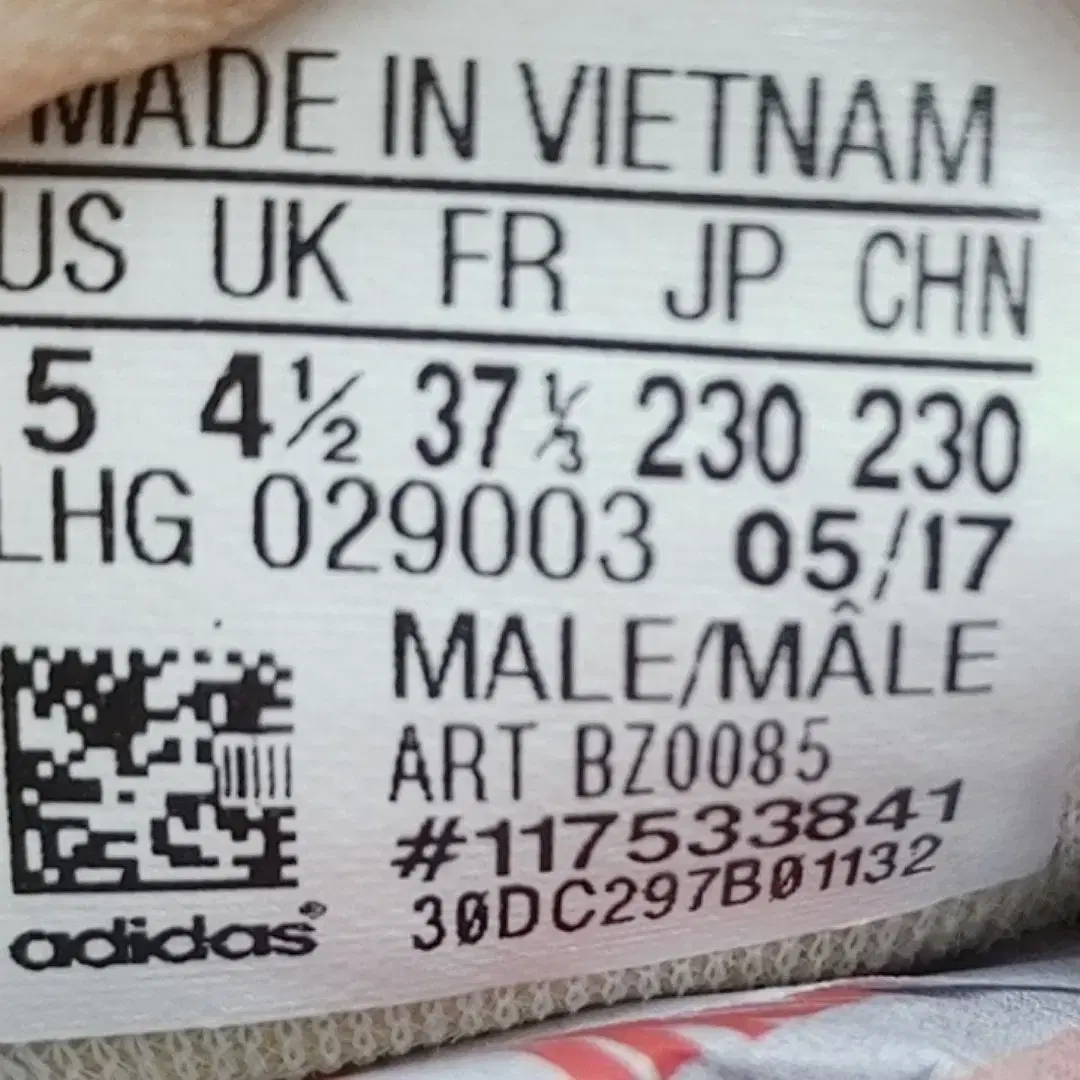 MADE IN VIETNAM
US UK FR JP CHN
5 4½ 37⅓ 230 230
LHG 029003 05/17
MALE/MÂLE
ART BZ0085
#117533841
30DC297B01132
adidas®